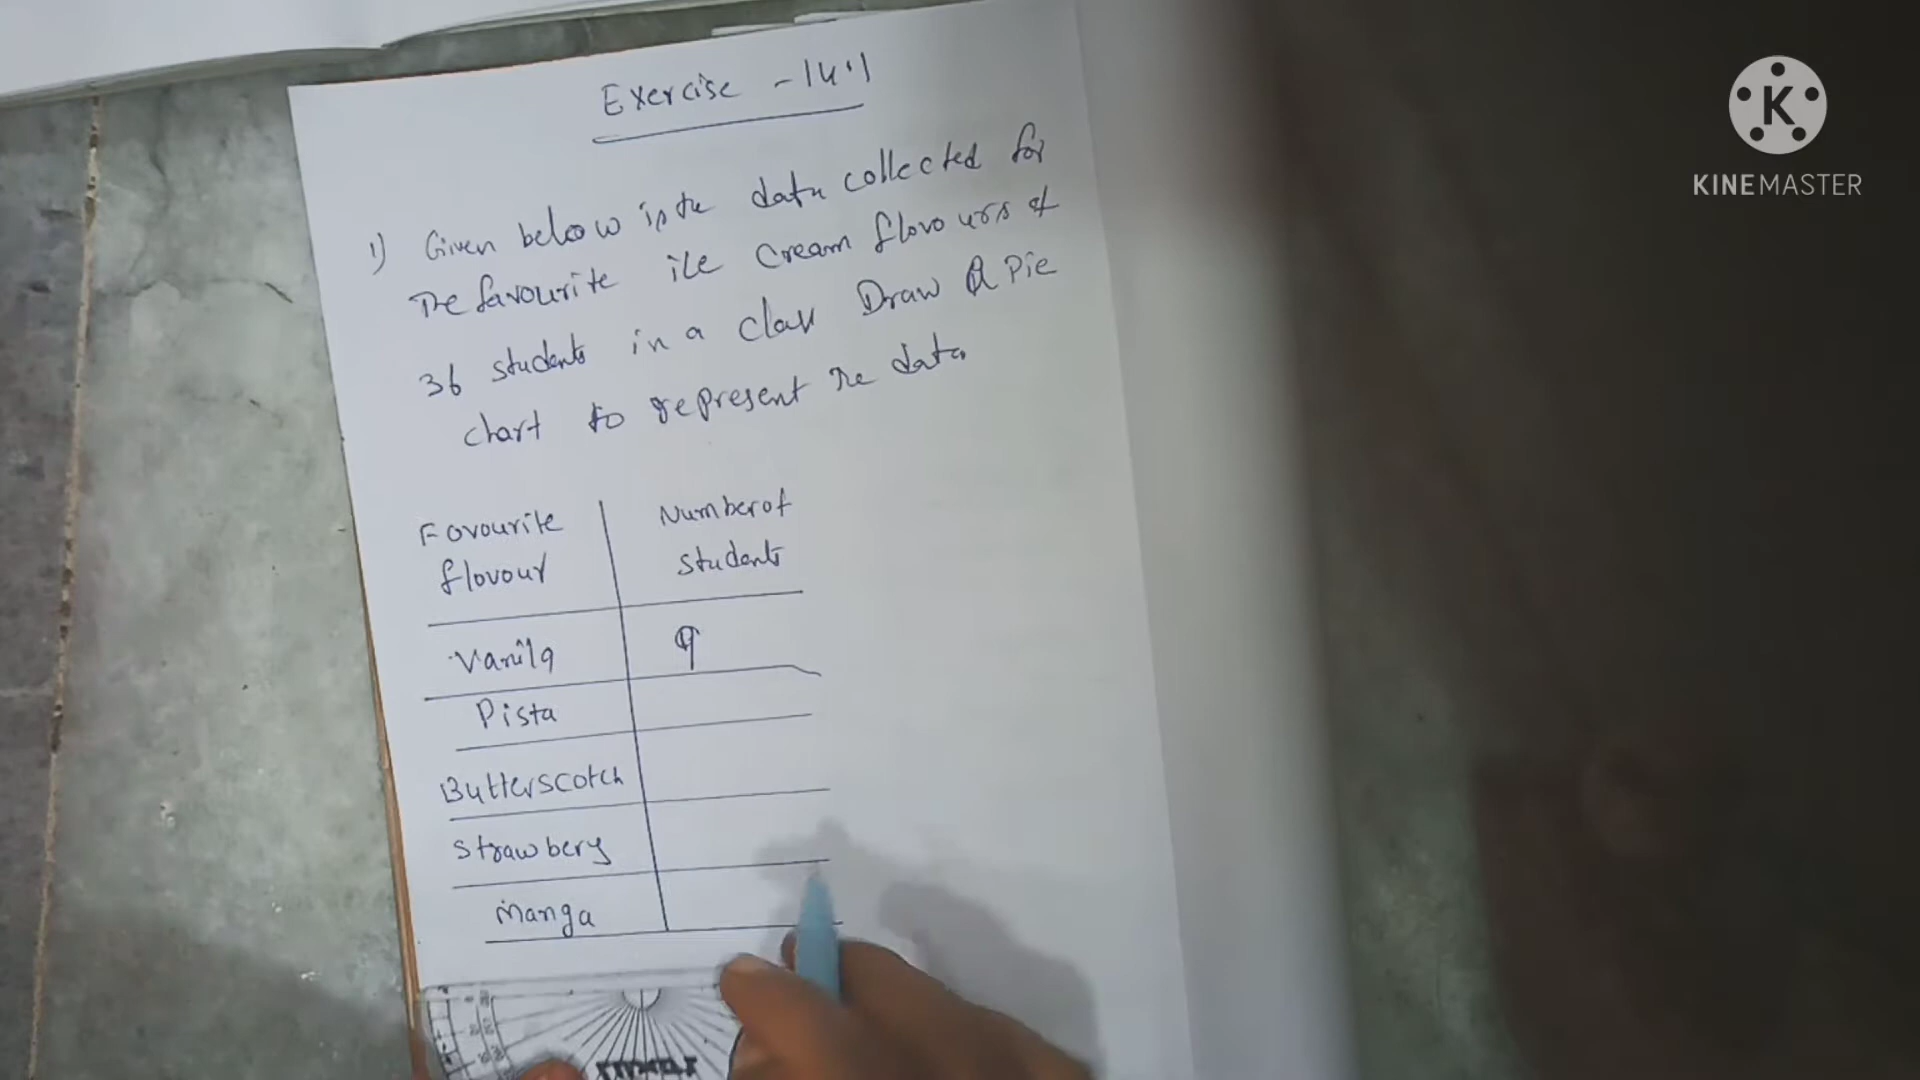 Exercise - 14.1
1) Given below is the data collected for
The favourite ice cream flovours of
36 students in a class Draw A Pie
chart to represent The data
Favourite flovour Number of students
Vanila 9
Pista
Butterscotch
Strawbery
Manga
K
KINEMASTER